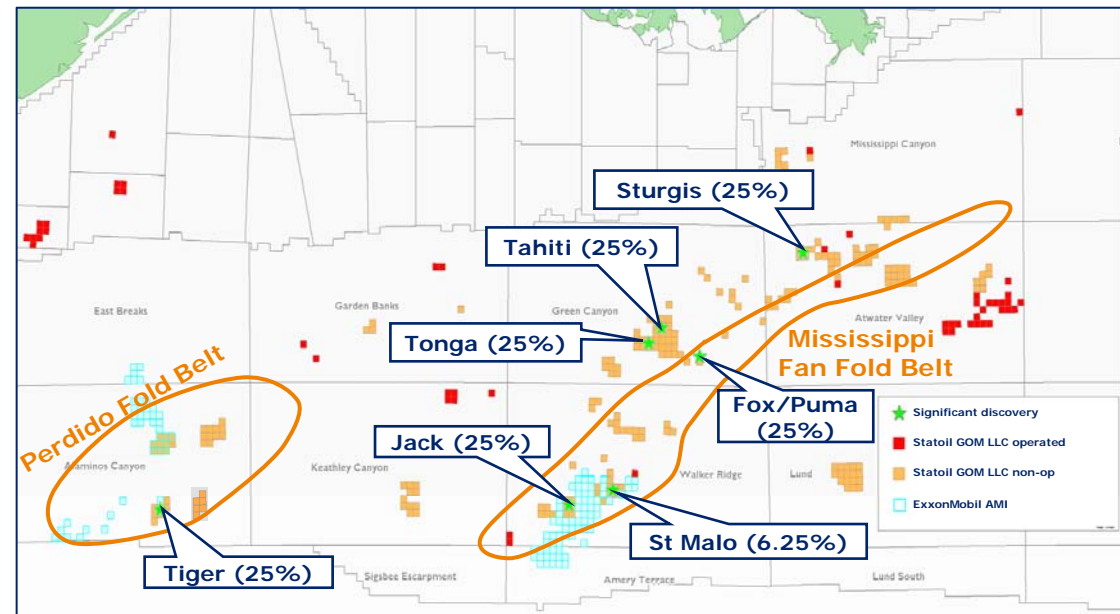 Mississippi Canyon
Sturgis (25%)
Tahiti (25%)
East Breaks
Garden Banks
Green Canyon
Atwater Valley
Tonga (25%)
Mississippi
Fan Fold Belt
Perdido Fold Belt
Fox/Puma
(25%)
Significant discovery
Statoil GOM LLC operated
Statoil GOM LLC non-op
ExxonMobil AMI
Jack (25%)
Alaminos Canyon
Keathley Canyon
Walker Ridge
Lund
St Malo (6.25%)
Tiger (25%)
Sigsbee Escarpment
Amery Terrace
Lund South